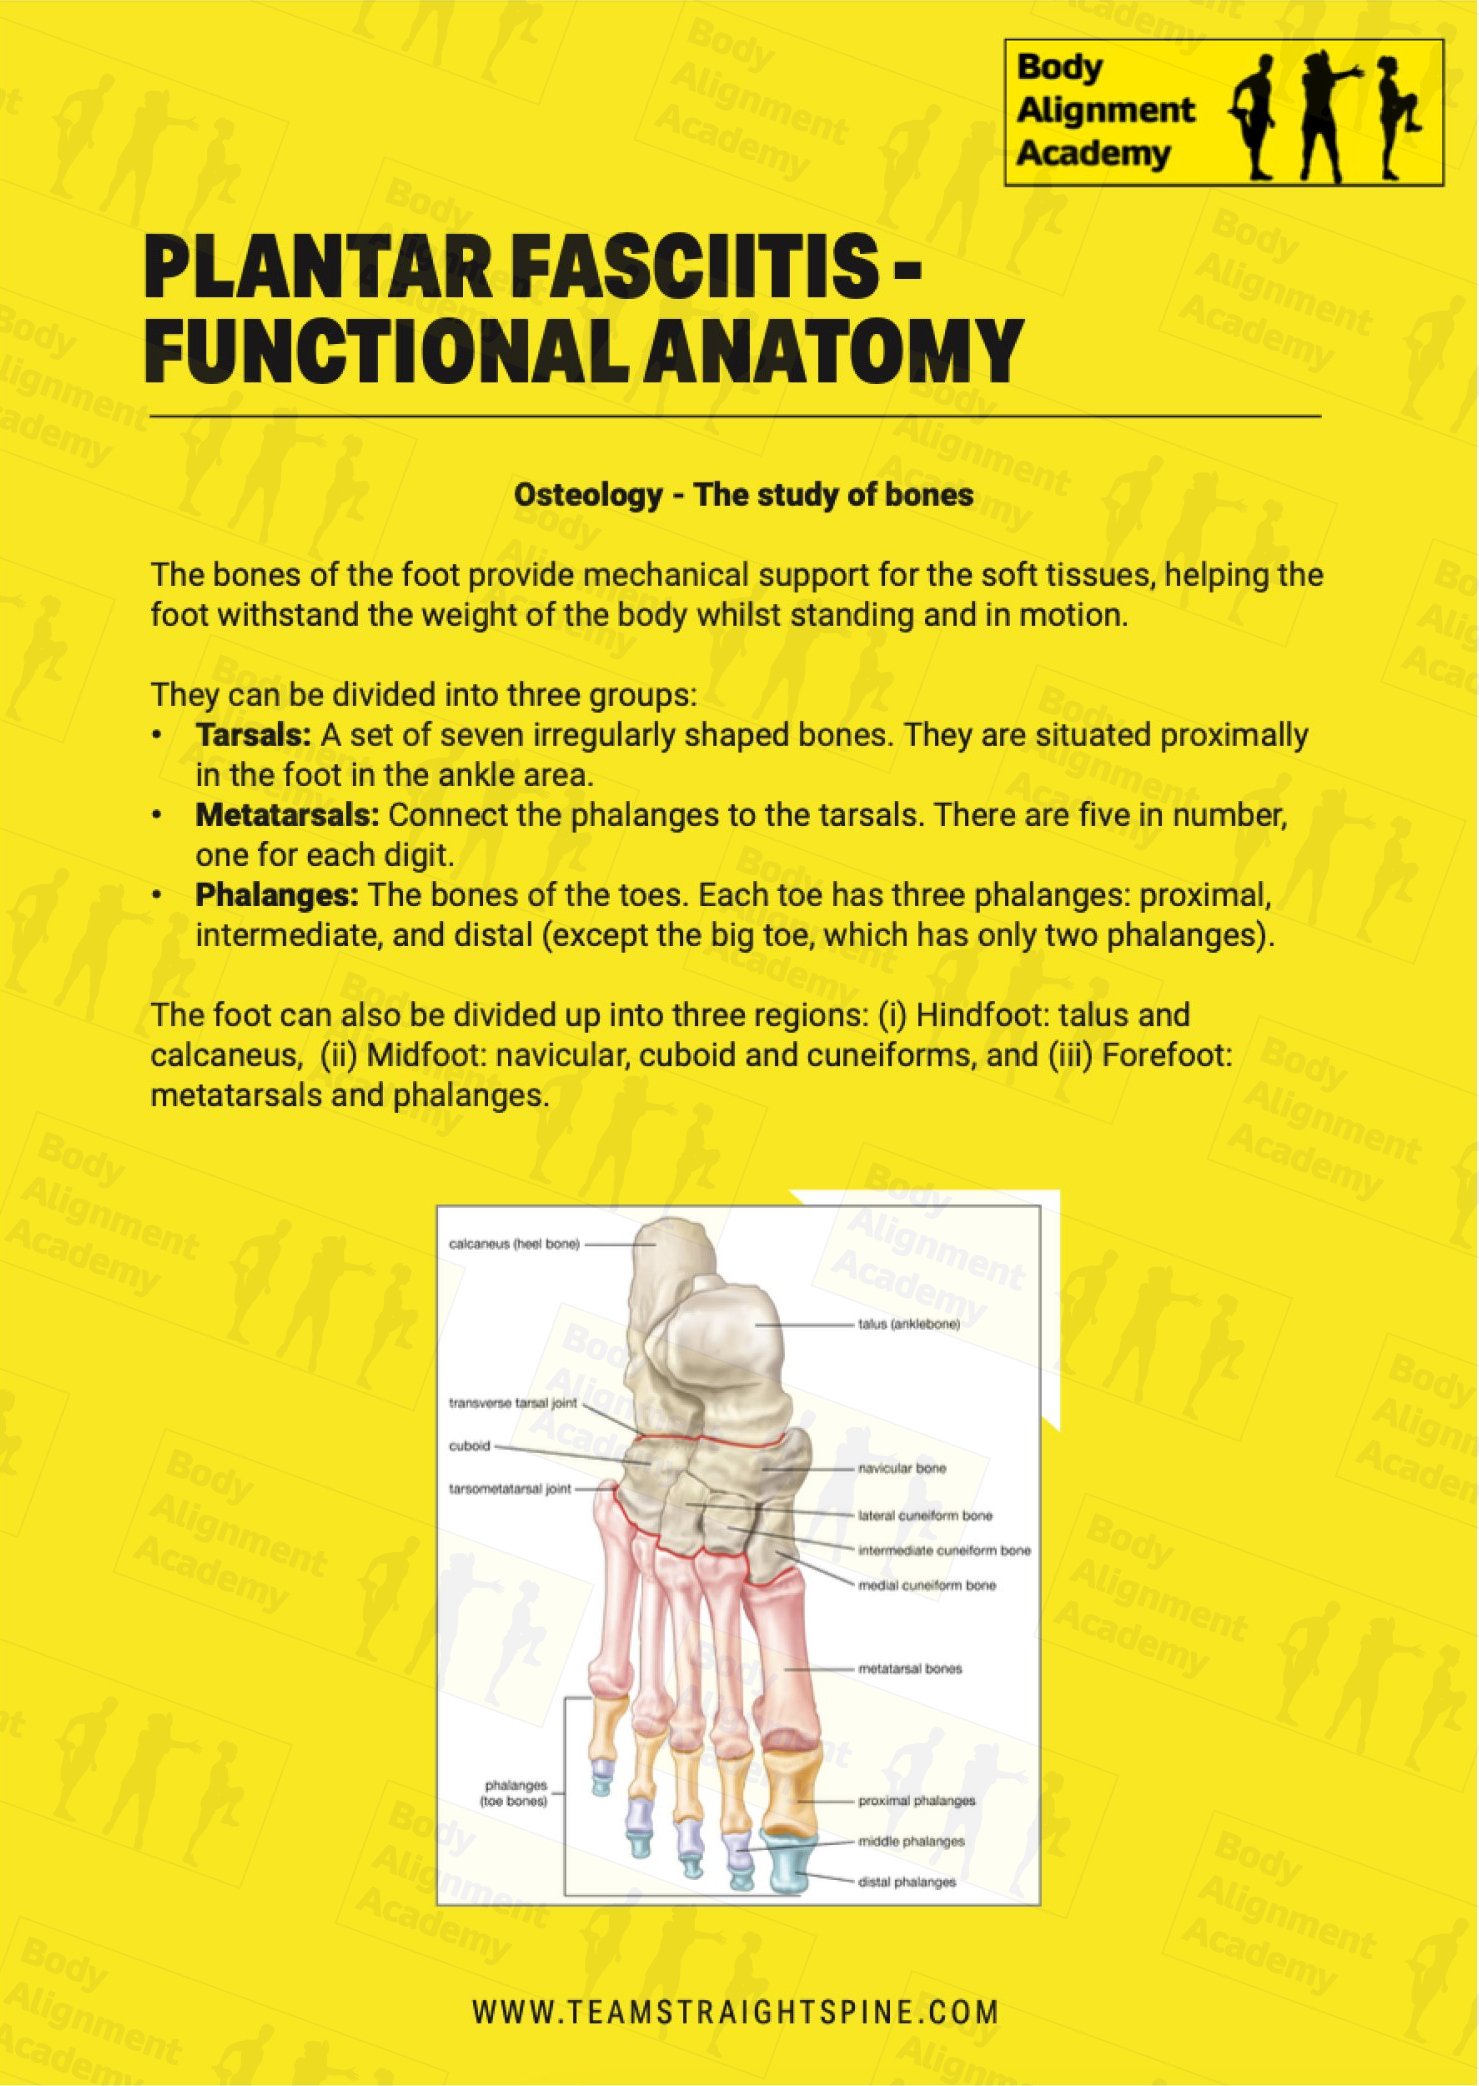 Body
Alignment
Academy
PLANTAR FASCIITIS -
FUNCTIONAL ANATOMY
Osteology - The study of bones
The bones of the foot provide mechanical support for the soft tissues, helping the
foot withstand the weight of the body whilst standing and in motion.
They can be divided into three groups:
• Tarsals: A set of seven irregularly shaped bones. They are situated proximally
in the foot in the ankle area.
• Metatarsals: Connect the phalanges to the tarsals. There are five in number,
one for each digit.
• Phalanges: The bones of the toes. Each toe has three phalanges: proximal,
intermediate, and distal (except the big toe, which has only two phalanges).
The foot can also be divided up into three regions: (i) Hindfoot: talus and
calcaneus, (ii) Midfoot: navicular, cuboid and cuneiforms, and (iii) Forefoot:
metatarsals and phalanges.
calcaneus (heel bone)
talus (anklebone)
transverse tarsal joint
cuboid
navicular bone
tarsometatarsal joint
lateral cuneiform bone
intermediate cuneiform bone
medial cuneiform bone
metatarsal bones
phalanges
(toe bones)
proximal phalanges
middle phalanges
distal phalanges
WWW.TEAMSTRAIGHTSPINE.COM